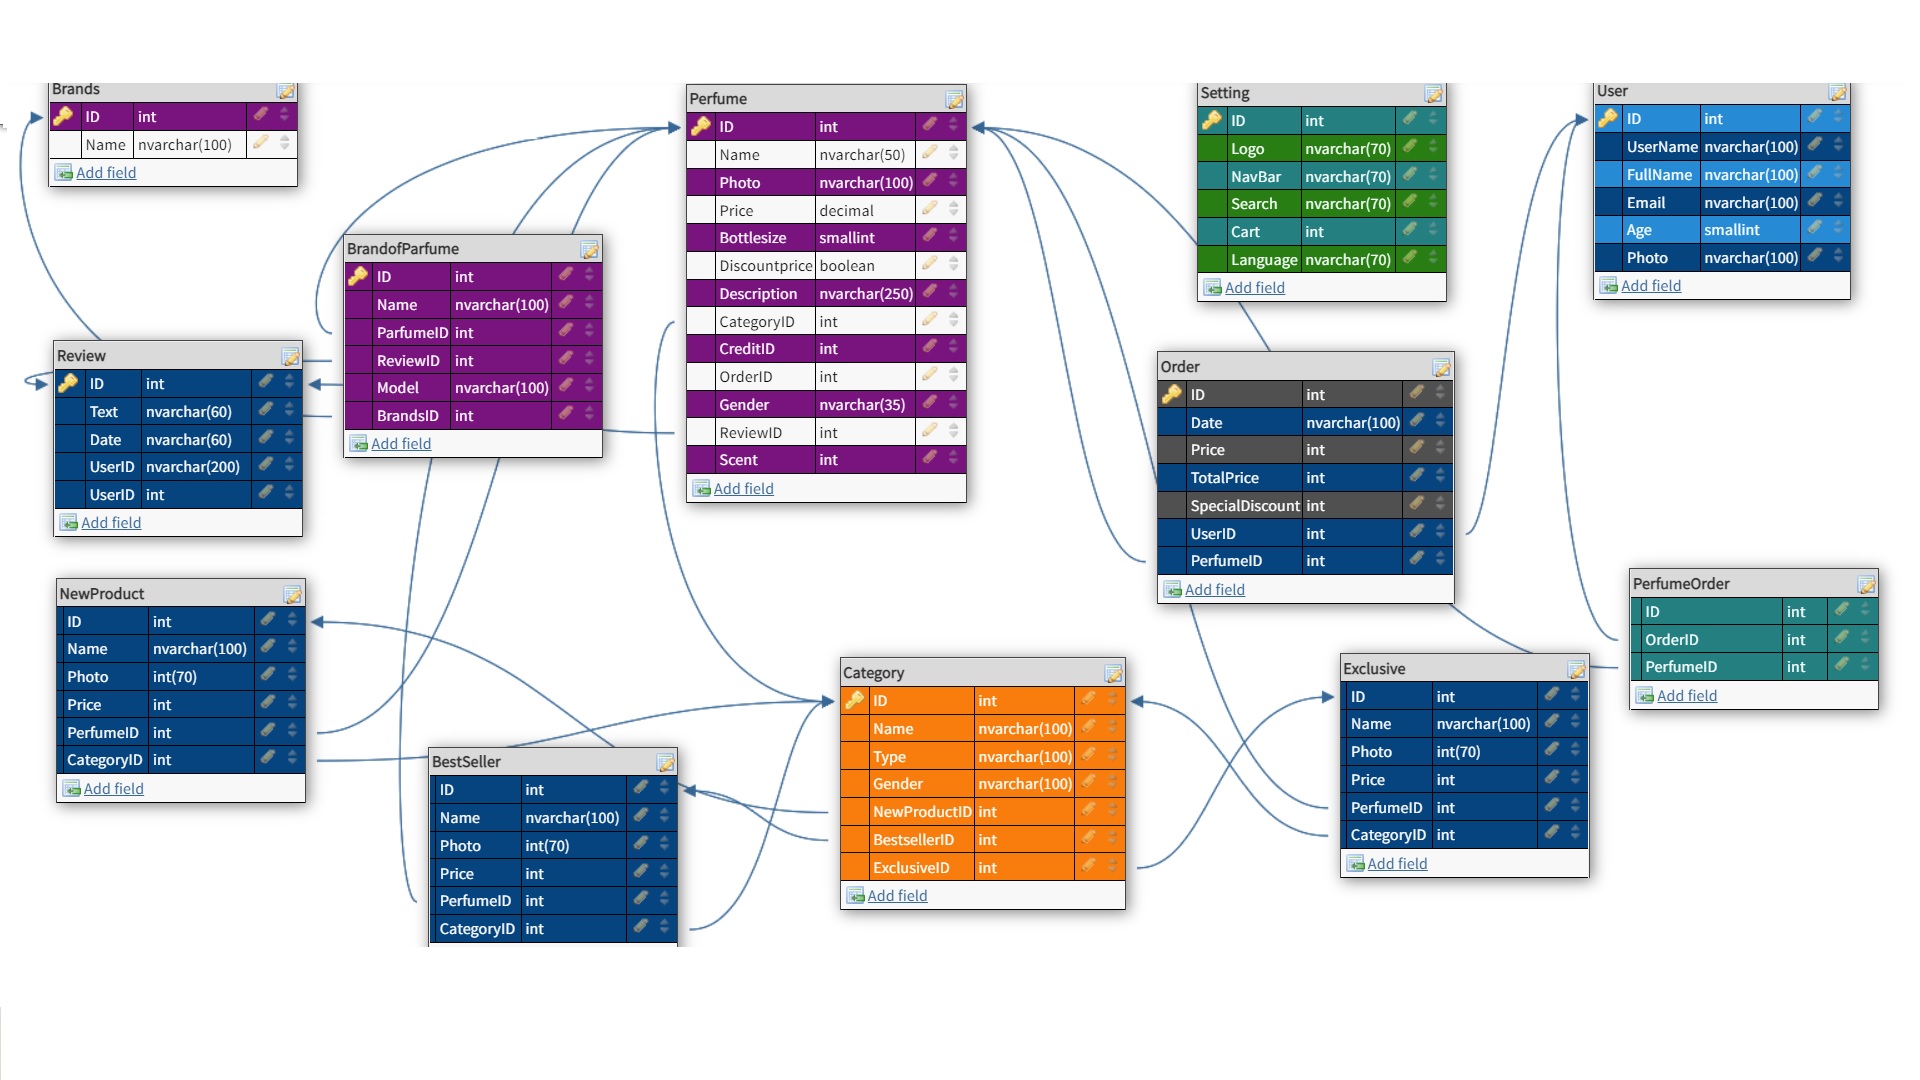 Brands
ID int
Name nvarchar(100)
Add field
Perfume
ID int
Name nvarchar(50)
Photo nvarchar(100)
Price decimal
Bottlesize smallint
Discountprice boolean
Description nvarchar(250)
CategoryID int
CreditID int
OrderID int
Gender nvarchar(35)
ReviewID int
Scent int
Add field
Setting
ID int
Logo nvarchar(70)
NavBar nvarchar(70)
Search nvarchar(70)
Cart int
Language nvarchar(70)
Add field
User
ID int
UserName nvarchar(100)
FullName nvarchar(100)
Email nvarchar(100)
Age smallint
Photo nvarchar(100)
Add field
BrandofParfume
ID int
Name nvarchar(100)
ParfumeID int
ReviewID int
Model nvarchar(100)
BrandsID int
Add field
Review
ID int
Text nvarchar(60)
Date nvarchar(60)
UserID nvarchar(200)
UserID int
Add field
Order
ID int
Date nvarchar(100)
Price int
TotalPrice int
SpecialDiscount int
UserID int
PerfumeID int
Add field
NewProduct
ID int
Name nvarchar(100)
Photo int(70)
Price int
PerfumeID int
CategoryID int
Add field
PerfumeOrder
ID int
OrderID int
PerfumeID int
Add field
Category
ID int
Name nvarchar(100)
Type nvarchar(100)
Gender nvarchar(100)
NewProductID int
BestsellerID int
ExclusiveID int
Add field
Exclusive
ID int
Name nvarchar(100)
Photo int(70)
Price int
PerfumeID int
CategoryID int
Add field
BestSeller
ID int
Name nvarchar(100)
Photo int(70)
Price int
PerfumeID int
CategoryID int